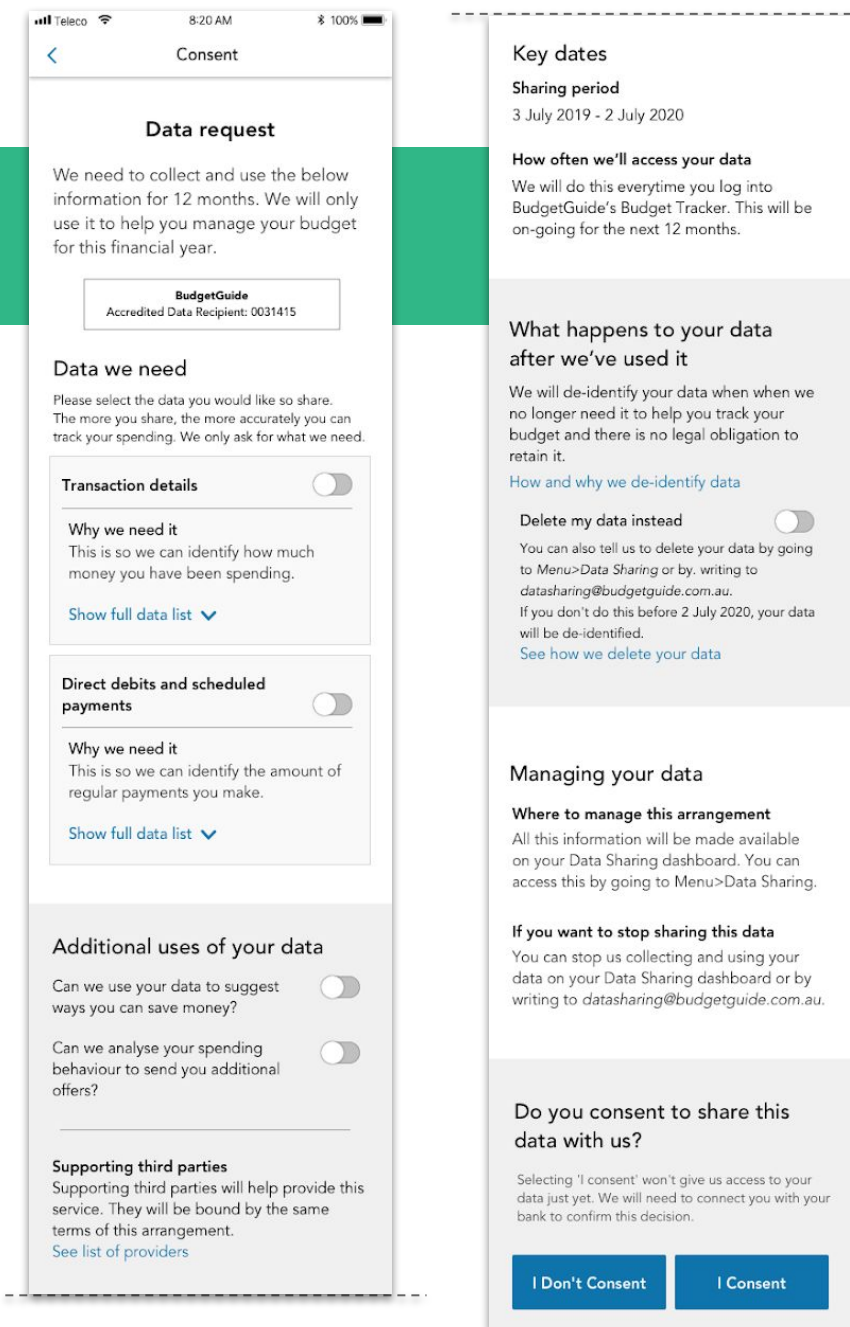 Teleco 8:20 AM 100%
Consent
Data request
We need to collect and use the below
information for 12 months. We will only
use it to help you manage your budget
for this financial year.
BudgetGuide
Accredited Data Recipient: 0031415
Data we need
Please select the data you would like so share.
The more you share, the more accurately you can
track your spending. We only ask for what we need.
Transaction details
Why we need it
This is so we can identify how much
money you have been spending.
Show full data list
Direct debits and scheduled
payments
Why we need it
This is so we can identify the amount of
regular payments you make.
Show full data list
Additional uses of your data
Can we use your data to suggest
ways you can save money?
Can we analyse your spending
behaviour to send you additional
offers?
Supporting third parties
Supporting third parties will help provide this
service. They will be bound by the same
terms of this arrangement.
See list of providers
Key dates
Sharing period
3 July 2019 - 2 July 2020
How often we'll access your data
We will do this everytime you log into
BudgetGuide's Budget Tracker. This will be
on-going for the next 12 months.
What happens to your data
after we've used it
We will de-identify your data when when we
no longer need it to help you track your
budget and there is no legal obligation to
retain it.
How and why we de-identify data
Delete my data instead
You can also tell us to delete your data by going
to Menu>Data Sharing or by. writing to
datasharing@budgetguide.com.au.
If you don't do this before 2 July 2020, your data
will be de-identified.
See how we delete your data
Managing your data
Where to manage this arrangement
All this information will be made available
on your Data Sharing dashboard. You can
access this by going to Menu>Data Sharing.
If you want to stop sharing this data
You can stop us collecting and using your
data on your Data Sharing dashboard or by
writing to datasharing@budgetguide.com.au.
Do you consent to share this
data with us?
Selecting 'I consent' won't give us access to your
data just yet. We will need to connect you with your
bank to confirm this decision.
I Don't Consent
I Consent